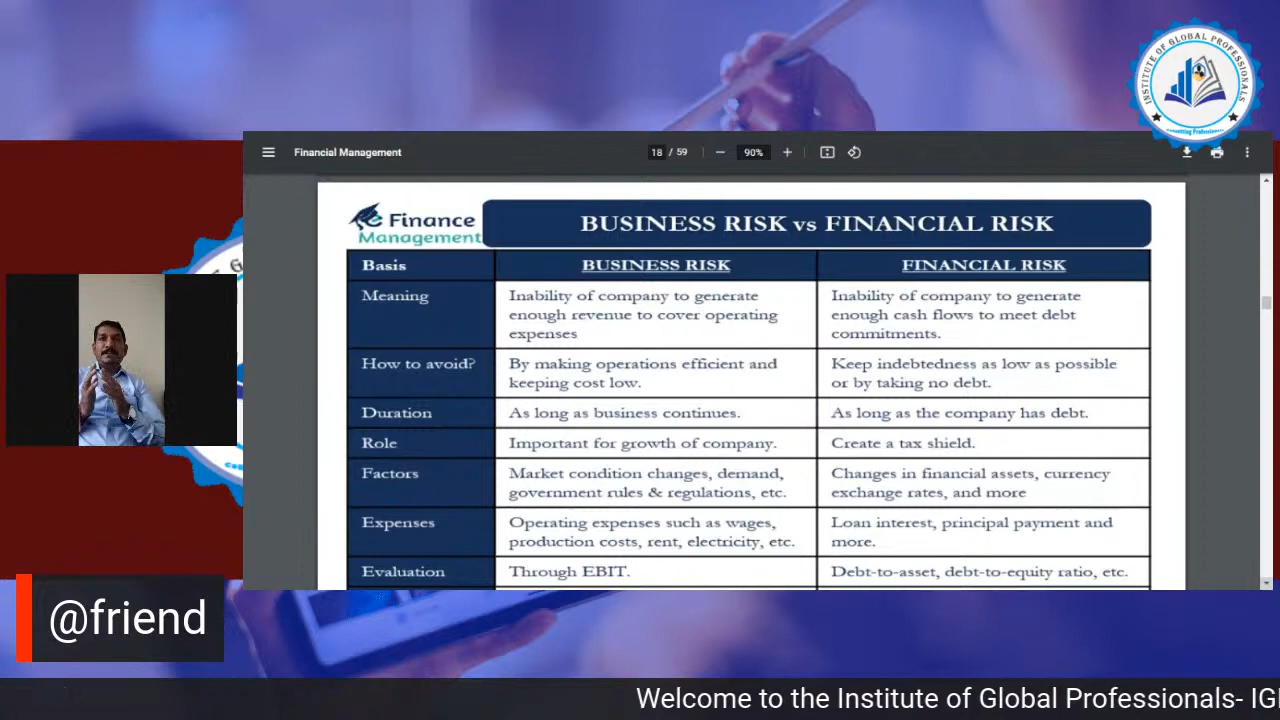 INSTITUTE OF GLOBAL PROFESSIONALS
Financial Management
18 / 59
90%
Finance
Management
BUSINESS RISK vs FINANCIAL RISK
Basis
BUSINESS RISK
FINANCIAL RISK
Meaning
Inability of company to generate
enough revenue to cover operating
expenses
Inability of company to generate
enough cash flows to meet debt
commitments.
How to avoid?
By making operations efficient and
keeping cost low.
Keep indebtedness as low as possible
or by taking no debt.
Duration
As long as business continues.
As long as the company has debt.
Role
Important for growth of company.
Create a tax shield.
Factors
Market condition changes, demand,
government rules & regulations, etc.
Changes in financial assets, currency
exchange rates, and more
Expenses
Operating expenses such as wages,
production costs, rent, electricity, etc.
Loan interest, principal payment and
more.
Evaluation
Through EBIT.
Debt-to-asset, debt-to-equity ratio, etc.
@friend
Welcome to the Institute of Global Professionals- IG